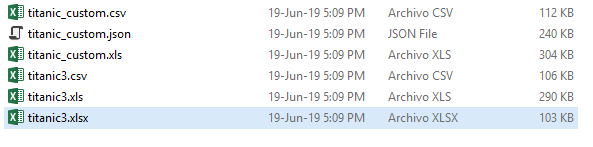 titanic_custom.csv 19-Jun-19 5:09 PM Archivo CSV 112 KB
titanic_custom.json 19-Jun-19 5:09 PM JSON File 240 KB
titanic_custom.xls 19-Jun-19 5:09 PM Archivo XLS 304 KB
titanic3.csv 19-Jun-19 5:09 PM Archivo CSV 106 KB
titanic3.xls 19-Jun-19 5:09 PM Archivo XLS 290 KB
titanic3.xlsx 19-Jun-19 5:09 PM Archivo XLSX 103 KB